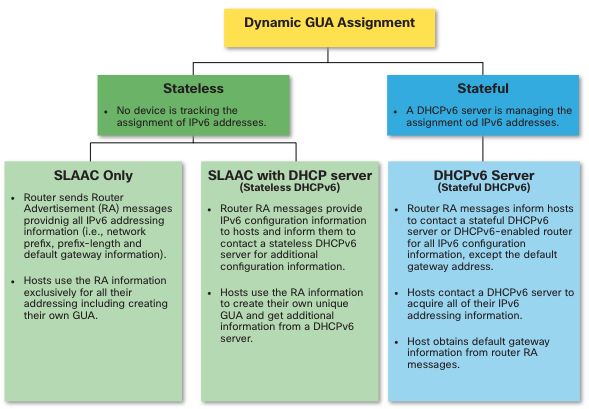 Dynamic GUA Assignment
Stateless
• No device is tracking the
assignment of IPv6 addresses.
Stateful
• A DHCPv6 server is managing the
assignment od IPv6 addresses.
SLAAC Only
• Router sends Router
Advertisement (RA) messages
providnig all IPv6 addressing
information (i.e., network
prefix, prefix-length and
default gateway information).
• Hosts use the RA information
exclusively for all their
addressing including creating
their own GUA.
SLAAC with DHCP server
(Stateless DHCPv6)
• Router RA messages provide
IPv6 configuration information
to hosts and inform them to
contact a stateless DHCPv6
server for additional
configuration information.
• Hosts use the RA information
to create their own unique
GUA and get additional
information from a DHCPv6
server.
DHCPv6 Server
(Stateful DHCPv6)
• Router RA messages inform hosts
to contact a stateful DHCPv6
server or DHCPv6-enabled router
for all IPv6 configuration
information, except the default
gateway address.
• Hosts contact a DHCPv6 server to
acquire all of their IPv6
addressing information.
• Host obtains default gateway
information from router RA
messages.